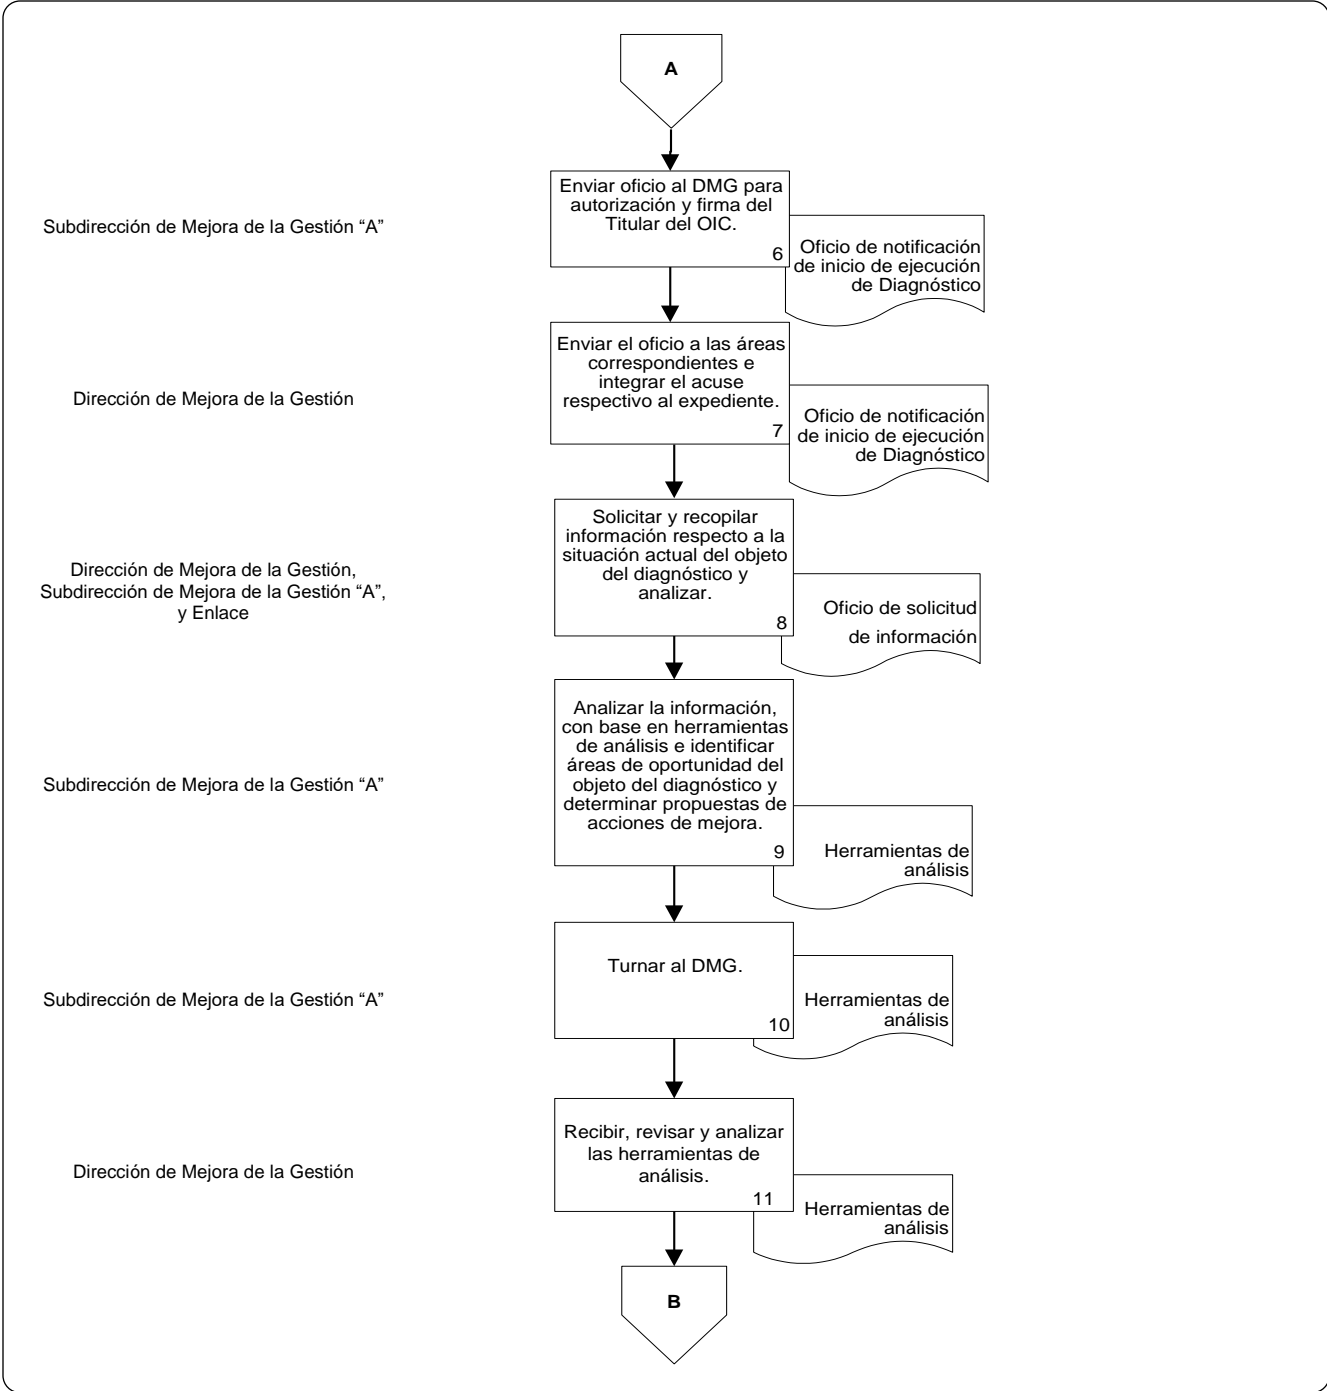 A
Subdirección de Mejora de la Gestión “A”
Enviar oficio al DMG para
autorización y firma del
Titular del OIC.
6
Oficio de notificación
de inicio de ejecución
de Diagnóstico
Dirección de Mejora de la Gestión
Enviar el oficio a las áreas
correspondientes e
integrar el acuse
respectivo al expediente.
7
Oficio de notificación
de inicio de ejecución
de Diagnóstico
Dirección de Mejora de la Gestión,
Subdirección de Mejora de la Gestión “A”,
y Enlace
Solicitar y recopilar
información respecto a la
situación actual del objeto
del diagnóstico y
analizar.
8
Oficio de solicitud
de información
Subdirección de Mejora de la Gestión “A”
Analizar la información,
con base en herramientas
de análisis e identificar
áreas de oportunidad del
objeto del diagnóstico y
determinar propuestas de
acciones de mejora.
9
Herramientas de
análisis
Subdirección de Mejora de la Gestión “A”
Turnar al DMG.
10
Herramientas de
análisis
Dirección de Mejora de la Gestión
Recibir, revisar y analizar
las herramientas de
análisis.
11
Herramientas de
análisis
B